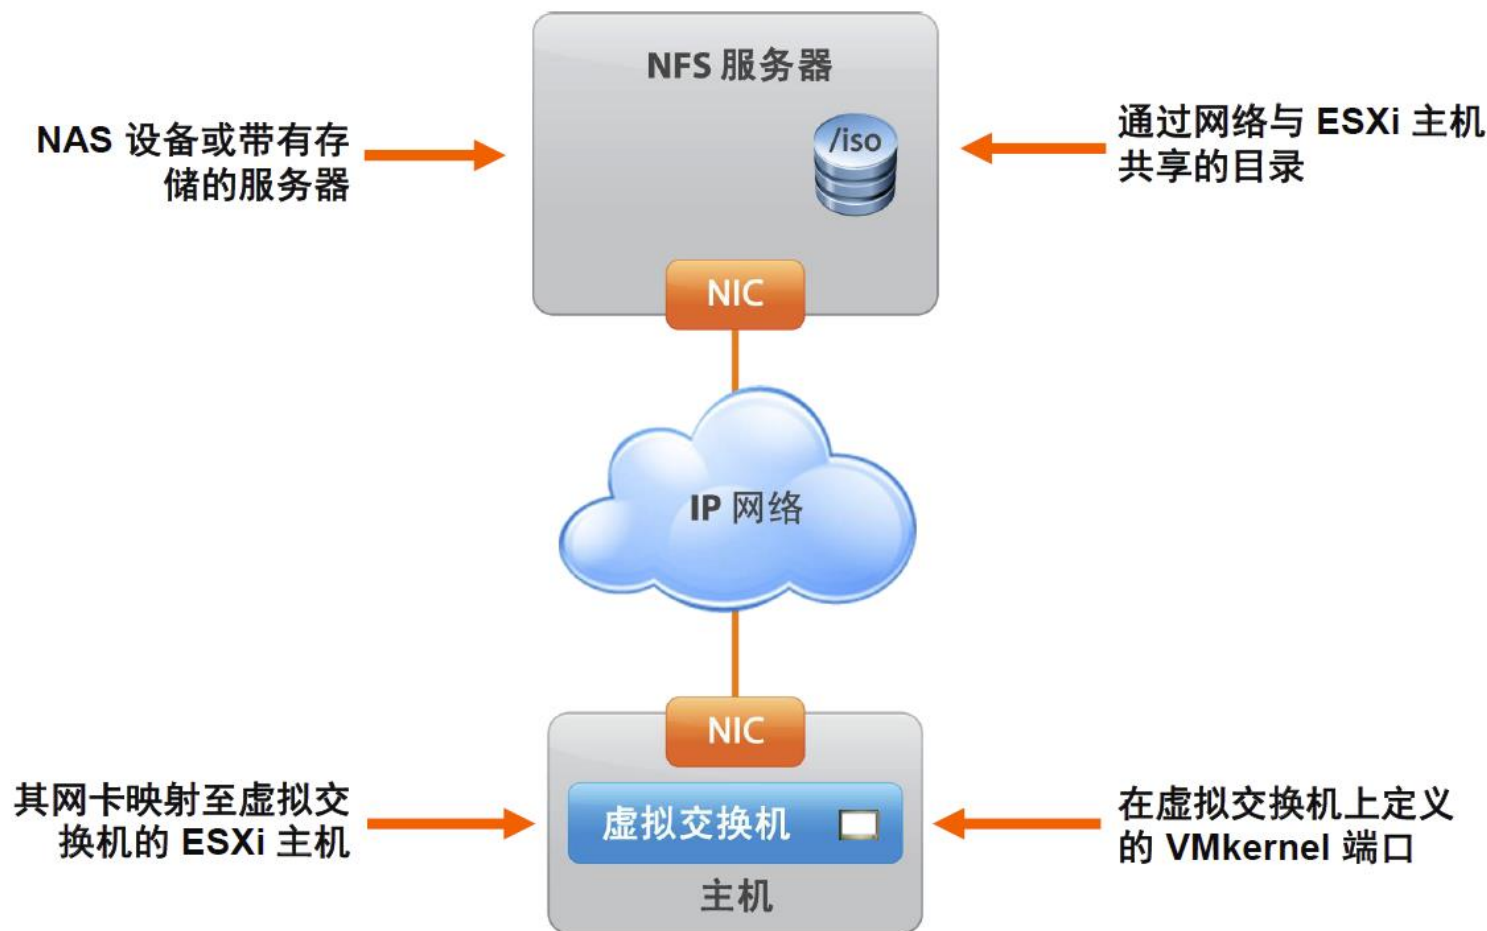 NFS 服务器
NAS 设备或带有存
储的服务器
/iso
通过网络与 ESXi 主机
共享的目录
NIC
IP 网络
NIC
其网卡映射至虚拟交
换机的 ESXi 主机
虚拟交换机
在虚拟交换机上定义
的 VMkernel 端口
主机